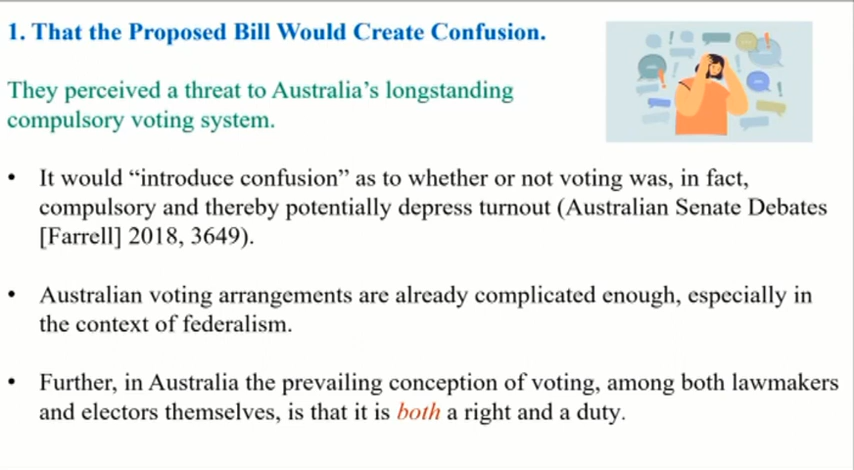 1. That the Proposed Bill Would Create Confusion.
They perceived a threat to Australia's longstanding
compulsory voting system.
• It would “introduce confusion” as to whether or not voting was, in fact,
compulsory and thereby potentially depress turnout (Australian Senate Debates
[Farrell] 2018, 3649).
• Australian voting arrangements are already complicated enough, especially in
the context of federalism.
• Further, in Australia the prevailing conception of voting, among both lawmakers
and electors themselves, is that it is both a right and a duty.